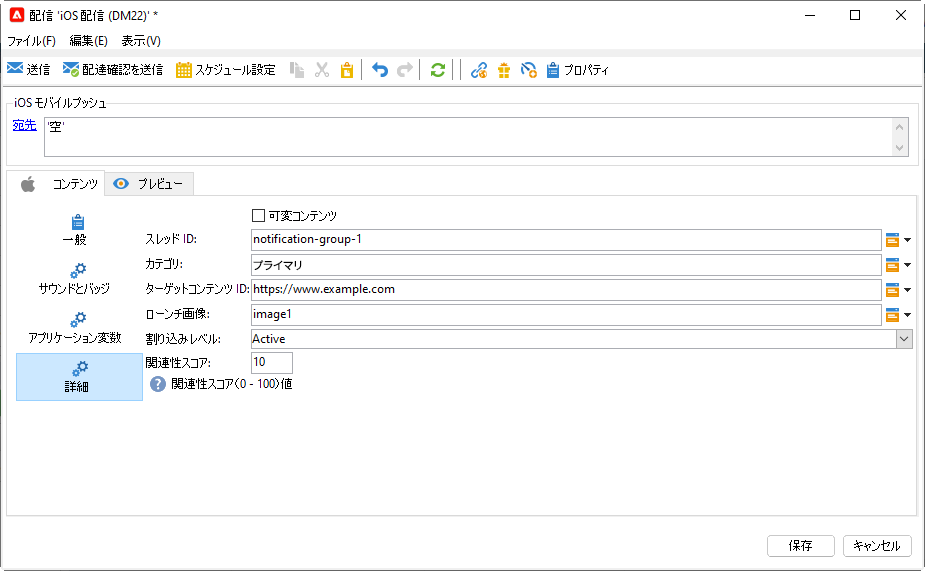 配信 'iOS 配信 (DM22)' *
ファイル(F) 編集(E) 表示(V)
送信 配達確認を送信 スケジュール設定 プロパティ
iOS モバイルプッシュ
宛先 '空'
コンテンツ プレビュー
可変コンテンツ
一般
スレッド ID: notification-group-1
カテゴリ: プライマリ
サウンドとバッジ
ターゲットコンテンツ ID: https://www.example.com
ローンチ画像: image1
アプリケーション変数
割り込みレベル: Active
関連性スコア: 10
詳細
? 関連性スコア(0 - 100)値
保存 キャンセル